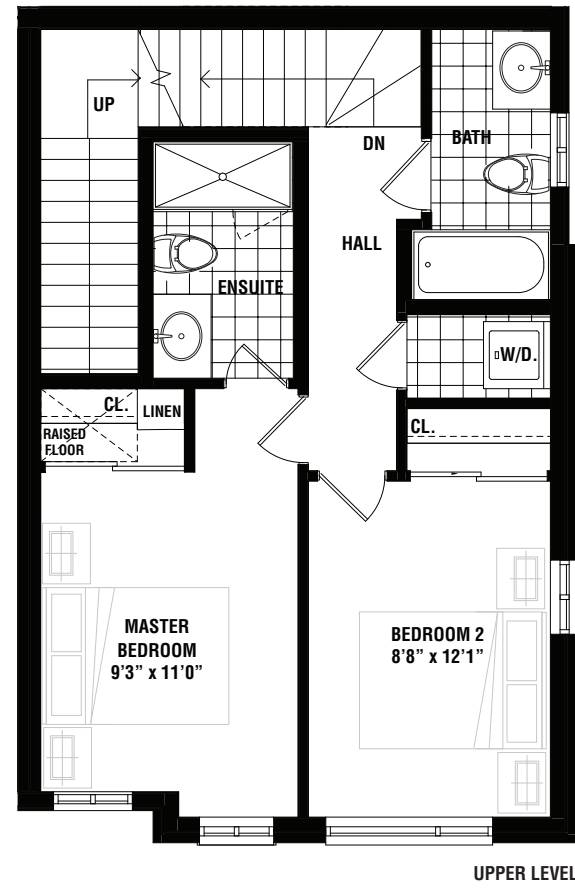 UP
DN
BATH
HALL
ENSUITE
W/D.
CL.
LINEN
RAISED
FLOOR
CL.
MASTER
BEDROOM
9’3” x 11’0”
BEDROOM 2
8’8” x 12’1”
UPPER LEVEL